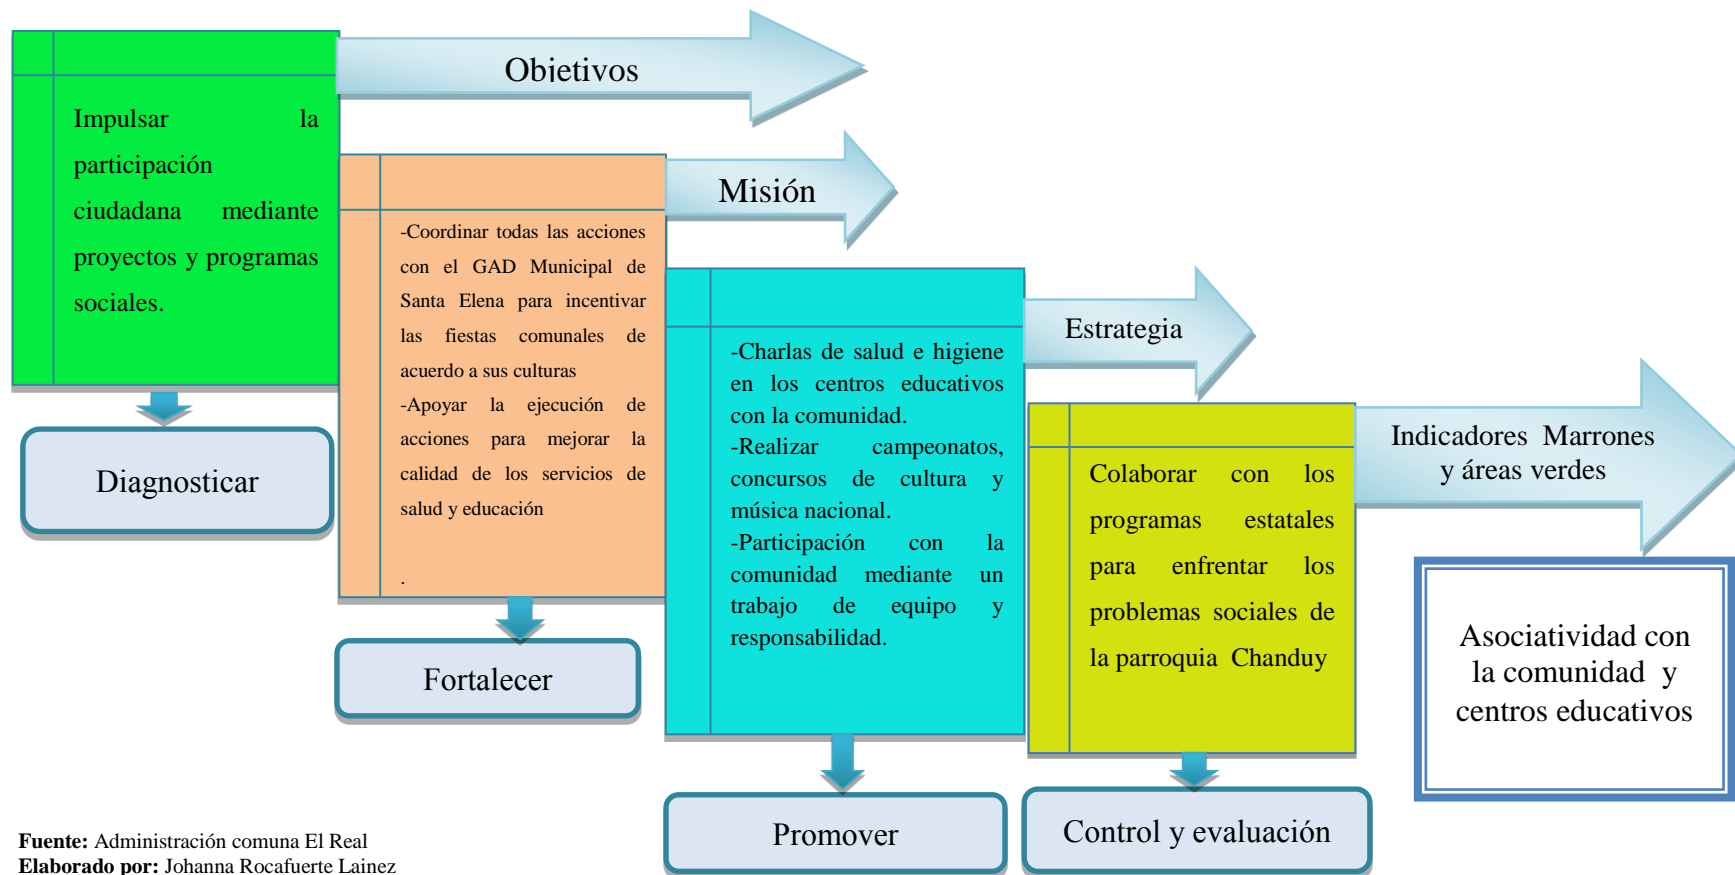 Objetivos
Impulsar la
participación
ciudadana mediante
proyectos y programas
sociales.
Diagnosticar
Misión
-Coordinar todas las acciones
con el GAD Municipal de
Santa Elena para incentivar
las fiestas comunales de
acuerdo a sus culturas
-Apoyar la ejecución de
acciones para mejorar la
calidad de los servicios de
salud y educación
.
Fortalecer
Estrategia
-Charlas de salud e higiene
en los centros educativos
con la comunidad.
-Realizar campeonatos,
concursos de cultura y
música nacional.
-Participación con la
comunidad mediante un
trabajo de equipo y
responsabilidad.
Promover
Indicadores Marrones
y áreas verdes
Colaborar con los
programas estatales
para enfrentar los
problemas sociales de
la parroquia Chanduy
Control y evaluación
Asociatividad con
la comunidad y
centros educativos
Fuente: Administración comuna El Real
Elaborado por: Johanna Rocafuerte Lainez